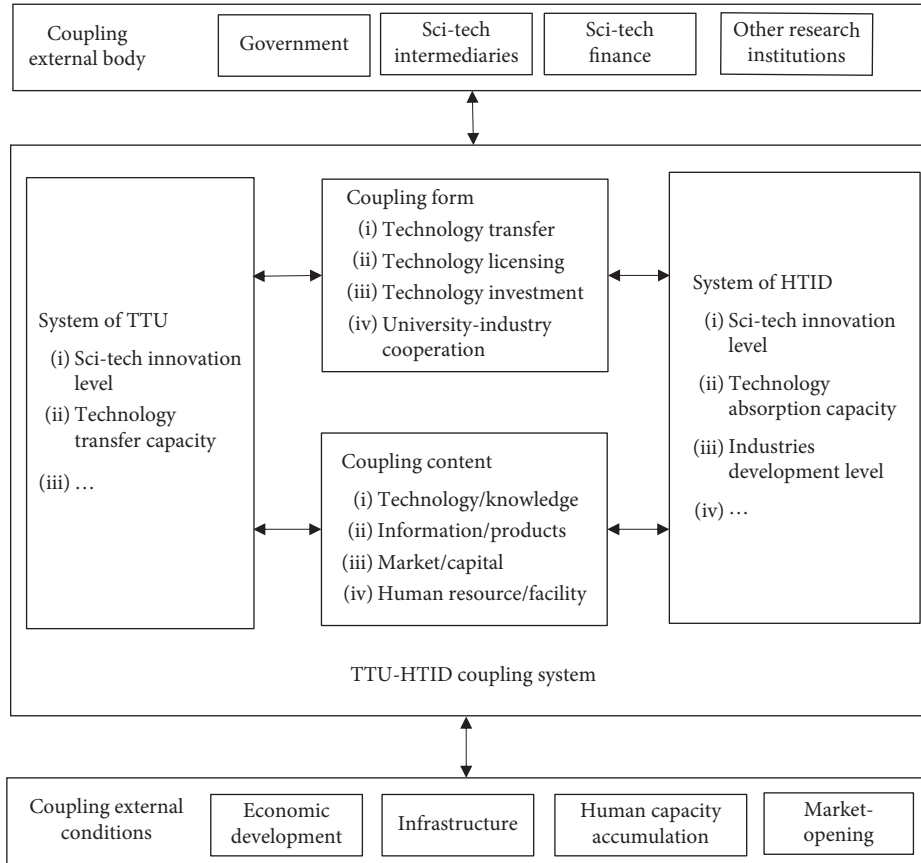 Coupling
external body
Government
Sci-tech
intermediaries
Sci-tech
finance
Other research
institutions
System of TTU
(i) Sci-tech innovation
level
(ii) Technology
transfer capacity
(iii) …
Coupling form
(i) Technology transfer
(ii) Technology licensing
(iii) Technology investment
(iv) University-industry
cooperation
Coupling content
(i) Technology/knowledge
(ii) Information/products
(iii) Market/capital
(iv) Human resource/facility
System of HTID
(i) Sci-tech innovation
level
(ii) Technology
absorption capacity
(iii) Industries
development level
(iv) …
TTU-HTID coupling system
Coupling external
conditions
Economic
development
Infrastructure
Human capacity
accumulation
Market-
opening